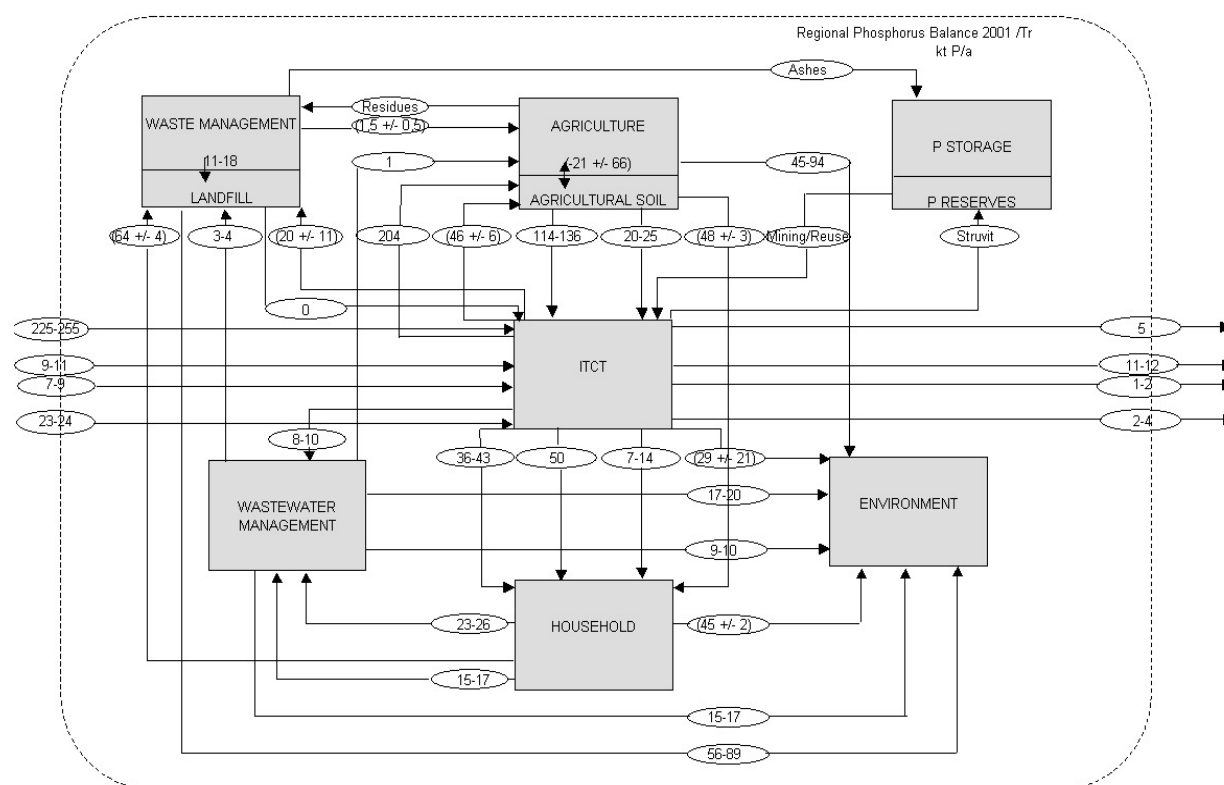 Regional Phosphorus Balance 2001 /Tr
kt P/a
Ashes
WASTE MANAGEMENT
11-18
LANDFILL
Residues
(1,5 +/- 0,5)
1
AGRICULTURE
(-21 +/- 66)
AGRICULTURAL SOIL
45-94
P STORAGE
P RESERVES
(64 +/- 4)
3-4
(20 +/- 11)
204
(46 +/- 6)
114-136
20-25
(48 +/- 3)
Mining/Reuse
Struvit
0
225-255
5
9-11
ITCT
11-12
7-9
1-2
23-24
2-4
8-10
36-43
50
7-14
(29 +/- 21)
WASTEWATER
MANAGEMENT
17-20
ENVIRONMENT
9-10
23-26
HOUSEHOLD
(45 +/- 2)
15-17
15-17
56-89